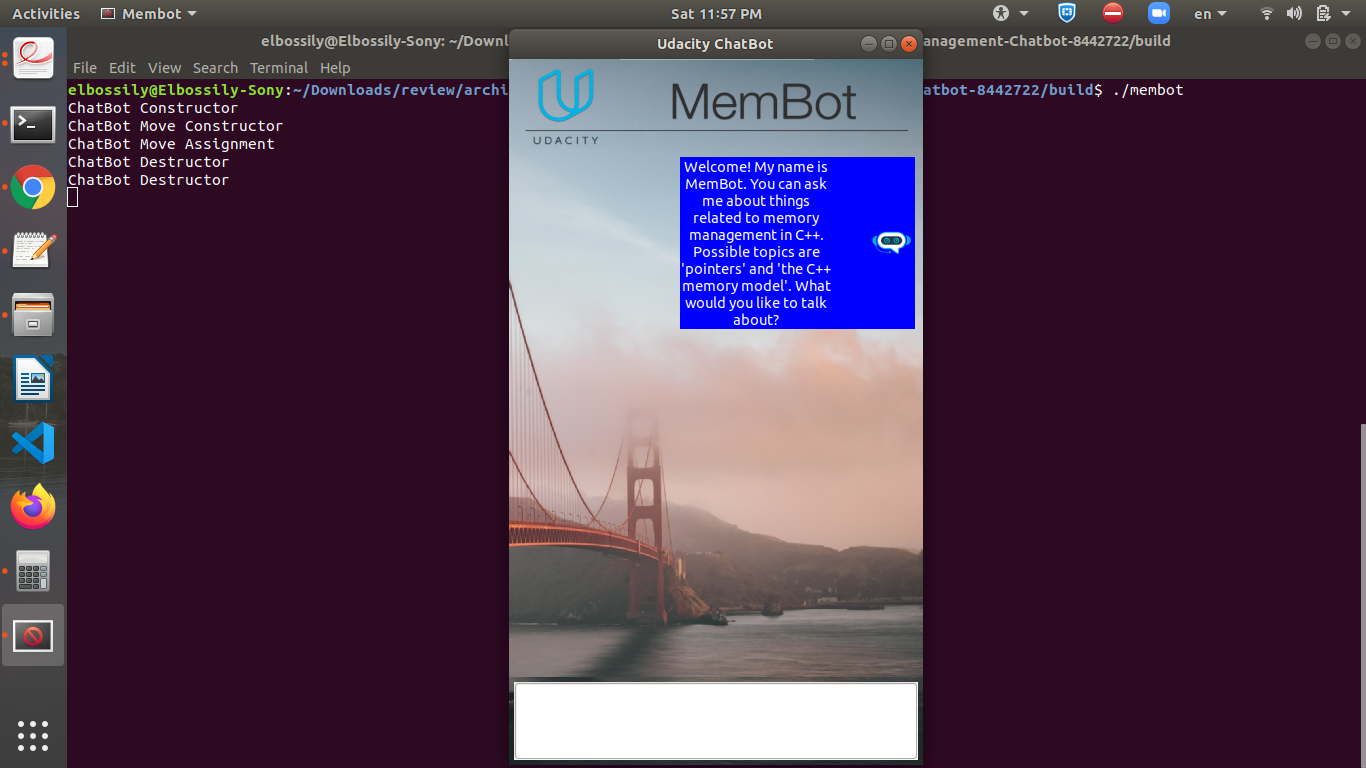 Activities
Membot
Sat 11:57 PM
en
elbossily@Elbossily-Sony: ~/Downl
anagement-Chatbot-8442722/build
File Edit View Search Terminal Help
elbossily@Elbossily-Sony:~/Downloads/review/archi
atbot-8442722/build$ ./membot
ChatBot Constructor
ChatBot Move Constructor
ChatBot Move Assignment
ChatBot Destructor
ChatBot Destructor
Udacity ChatBot
UDACITY
MemBot
Welcome! My name is
MemBot. You can ask
me about things
related to memory
management in C++.
Possible topics are
'pointers' and 'the C++
memory model'. What
would you like to talk
about?